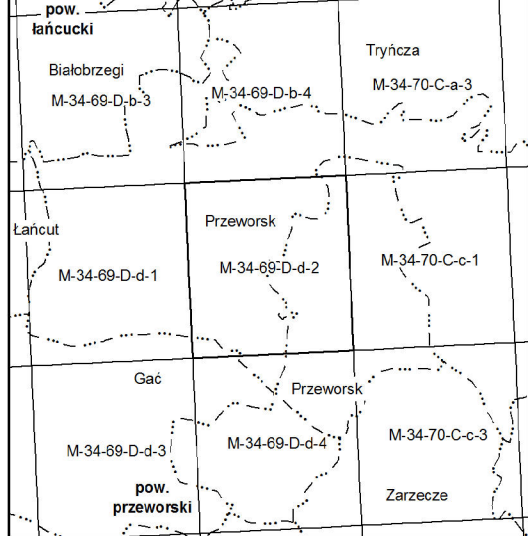 pow.
łańcucki
Białobrzegi
M-34-69-D-b-3
M-34-69-D-b-4
Tryńcza
M-34-70-C-a-3
Łańcut
M-34-69-D-d-1
Przeworsk
M-34-69-D-d-2
M-34-70-C-c-1
Gać
Przeworsk
M-34-69-D-d-3
M-34-69-D-d-4
M-34-70-C-c-3
pow.
przeworski
Zarzecze